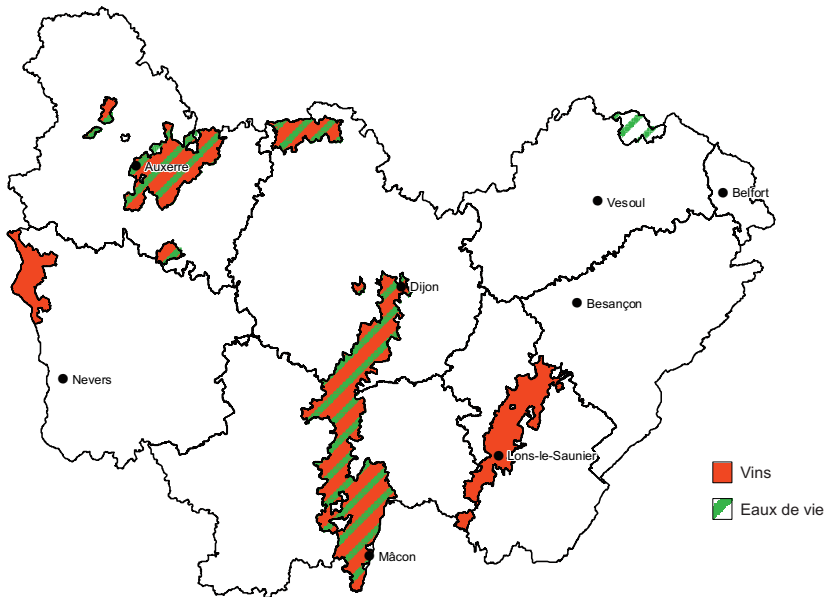 Auxerre
Belfort
Vesoul
Dijon
Besançon
Nevers
Lons-le-Saunier
Vins
Eaux de vie
Mâcon